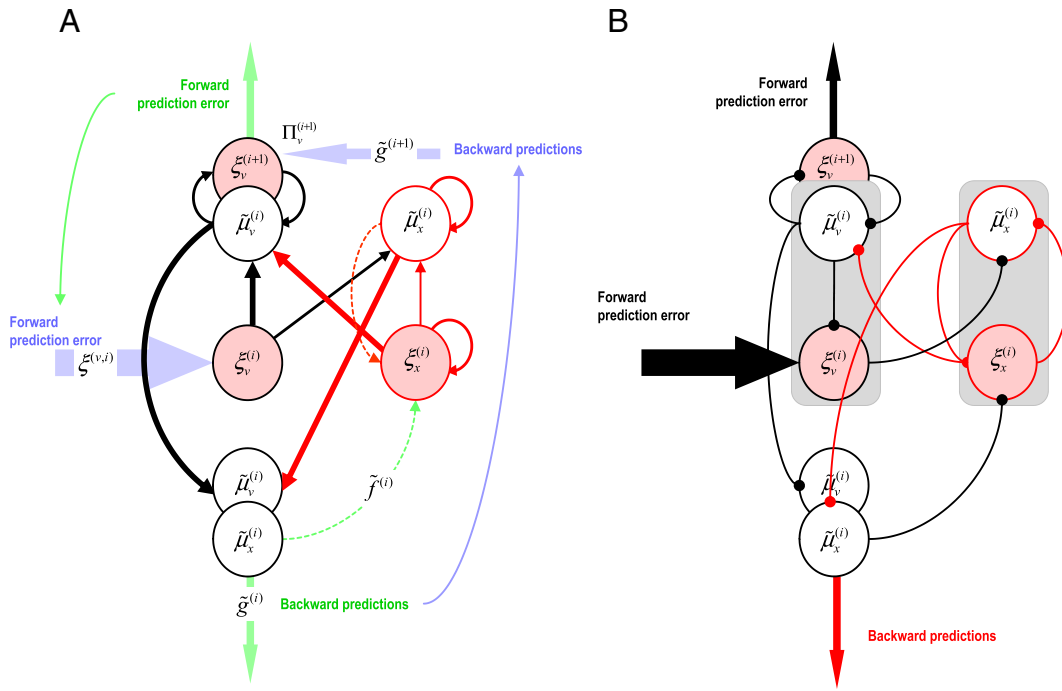 A
B
Forward
prediction error
Π_v^(i+1)
g̃^(i+1)
Backward predictions
ξ_v^(i+1)
μ̃_v^(i)
μ̃_x^(i)
Forward
prediction error
ξ^(v,i)
ξ_v^(i)
ξ_x^(i)
μ̃_v^(i)
f̃^(i)
μ̃_x^(i)
g̃^(i)
Backward predictions
Forward
prediction error
ξ_v^(i+1)
μ̃_v^(i)
μ̃_x^(i)
Forward
prediction error
ξ_v^(i)
ξ_x^(i)
μ̃_v^(i)
μ̃_x^(i)
Backward predictions